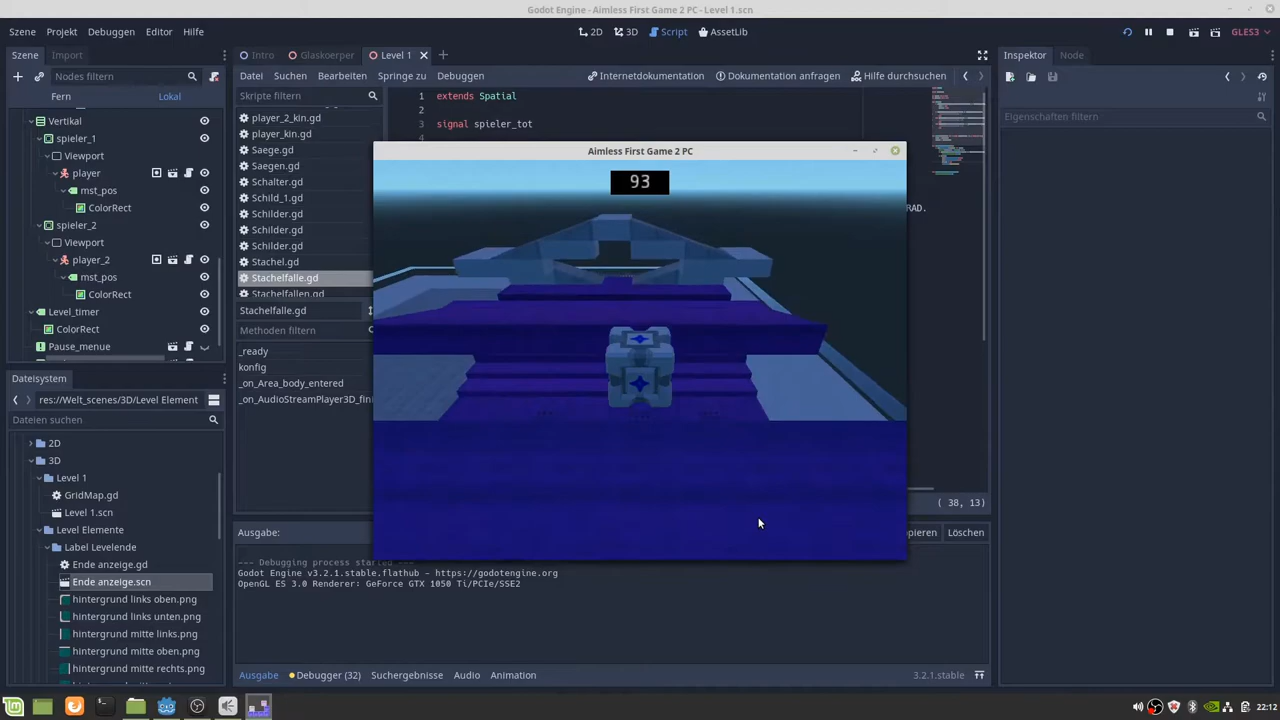 Godot Engine - Aimless First Game 2 PC - Level 1.scn
Szene Projekt Debuggen Editor Hilfe
2D 3D Script AssetLib
GLES3
Szene Import
Nodes filtern
Fern Lokal
Vertikal
spieler_1
Viewport
player
mst_pos
ColorRect
spieler_2
Viewport
player_2
mst_pos
ColorRect
Level_timer
ColorRect
Pause_menue
Dateisystem
res://Welt_scenes/3D/Level Element
Dateien suchen
2D
3D
Level 1
GridMap.gd
Level 1.scn
Level Elemente
Label Levelende
Ende anzeige.gd
Ende anzeige.scn
hintergrund links oben.png
hintergrund links unten.png
hintergrund mitte links.png
hintergrund mitte oben.png
hintergrund mitte rechts.png
Intro Glaskoerper Level 1
Datei Suchen Bearbeiten Springe zu Debuggen
Internetdokumentation Dokumentation anfragen Hilfe durchsuchen
Skripte filtern
player_2_kin.gd
player_kin.gd
Saege.gd
Saegen.gd
Schalter.gd
Schild_1.gd
Schilder.gd
Schilder.gd
Schilder.gd
Stachel.gd
Stachelfalle.gd
Stachelfallen.gd
Stachelfalle.gd
Methoden filtern
_ready
konfig
_on_Area_body_entered
_on_AudioStreamPlayer3D_fini
1 extends Spatial
2
3 signal spieler_tot
4
RAD.
( 38, 13)
Aimless First Game 2 PC
93
Ausgabe:
opieren Löschen
--- Debugging process started ---
Godot Engine v3.2.1.stable.flathub - https://godotengine.org
OpenGL ES 3.0 Renderer: GeForce GTX 1050 Ti/PCIe/SSE2
Ausgabe Debugger (32) Suchergebnisse Audio Animation
3.2.1.stable
Inspektor Node
Eigenschaften filtern
22:12